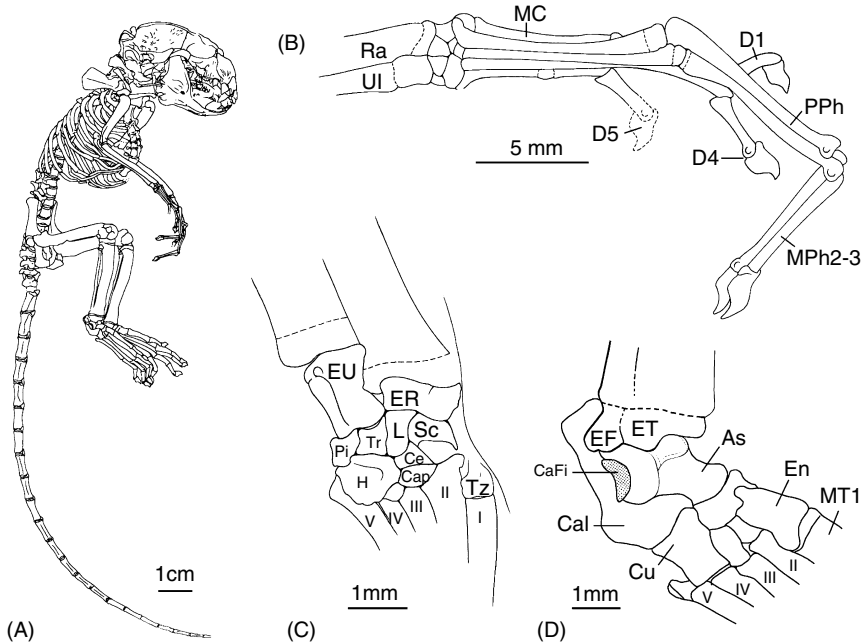 (A)
1cm
(B)
Ra
Ul
MC
D1
PPh
D5
D4
5 mm
MPh2-3
(C)
EU
ER
Pi
Tr
L
Sc
Ce
Cap
H
Tz
V
IV
III
II
I
1mm
(D)
EF
ET
CaFi
As
En
MT1
Cal
Cu
V
IV
III
II
1mm